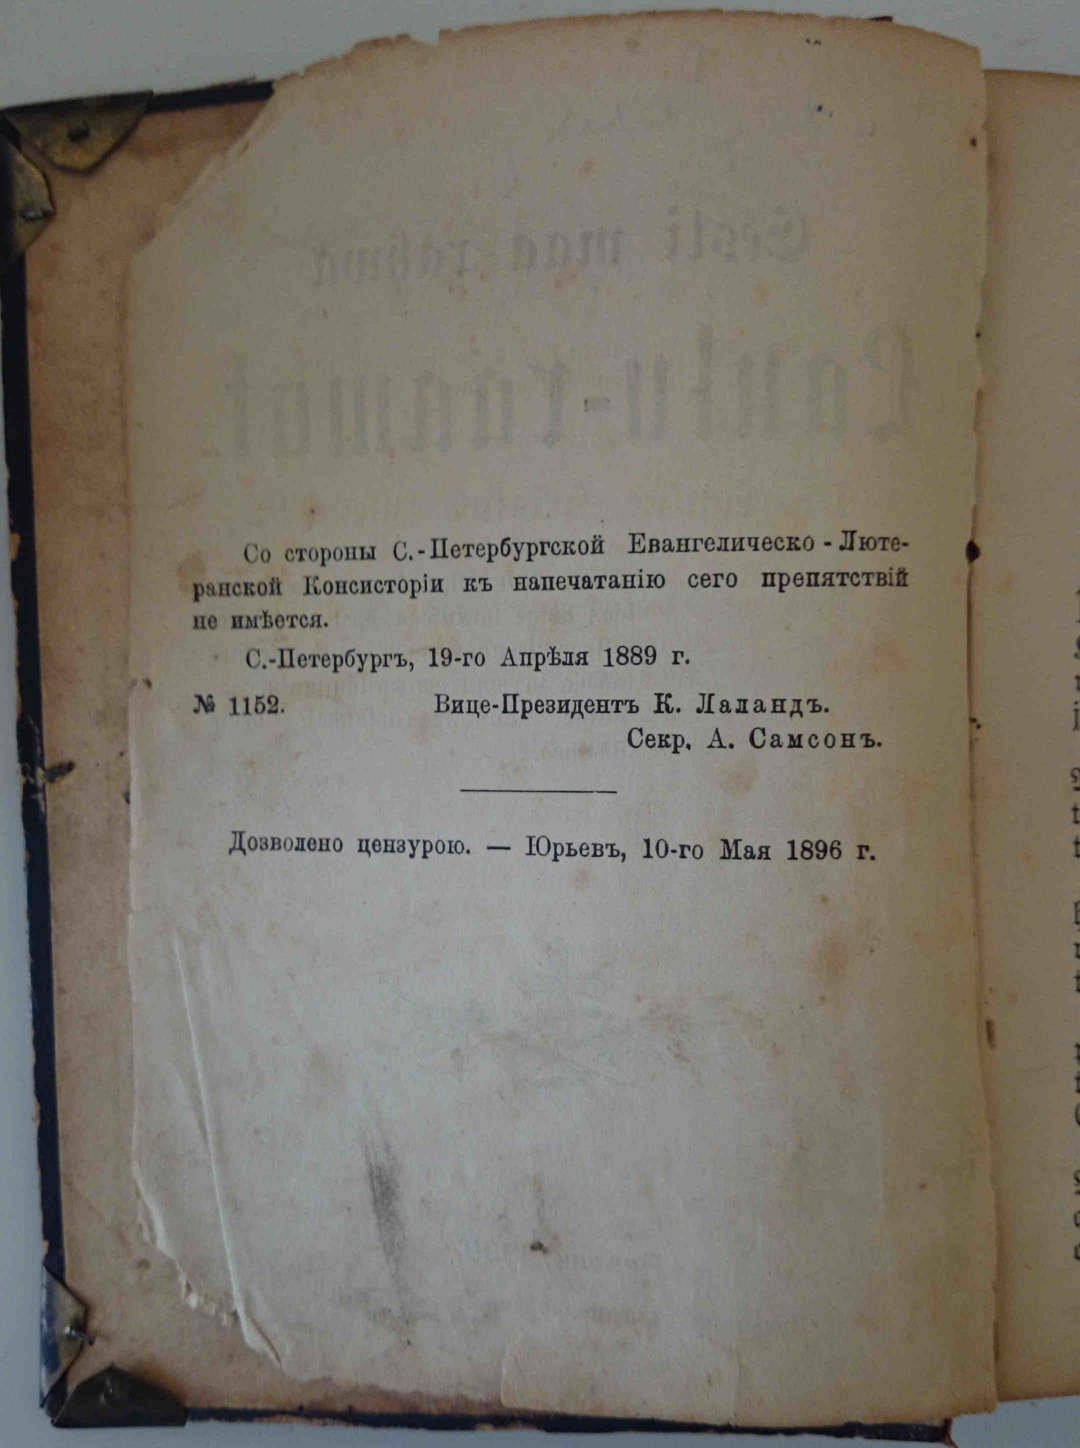 Со стороны С.-Петербургской Евангелическо-Люте-
ранской Консисторіи къ напечатанію сего препятствій
не имѣется.
С.-Петербургъ, 19-го Апрѣля 1889 г.
№ 1152. Вице-Президентъ К. Лаландъ.
Секр. А. Самсонъ.
Дозволено цензурою. — Юрьевъ, 10-го Мая 1896 г.